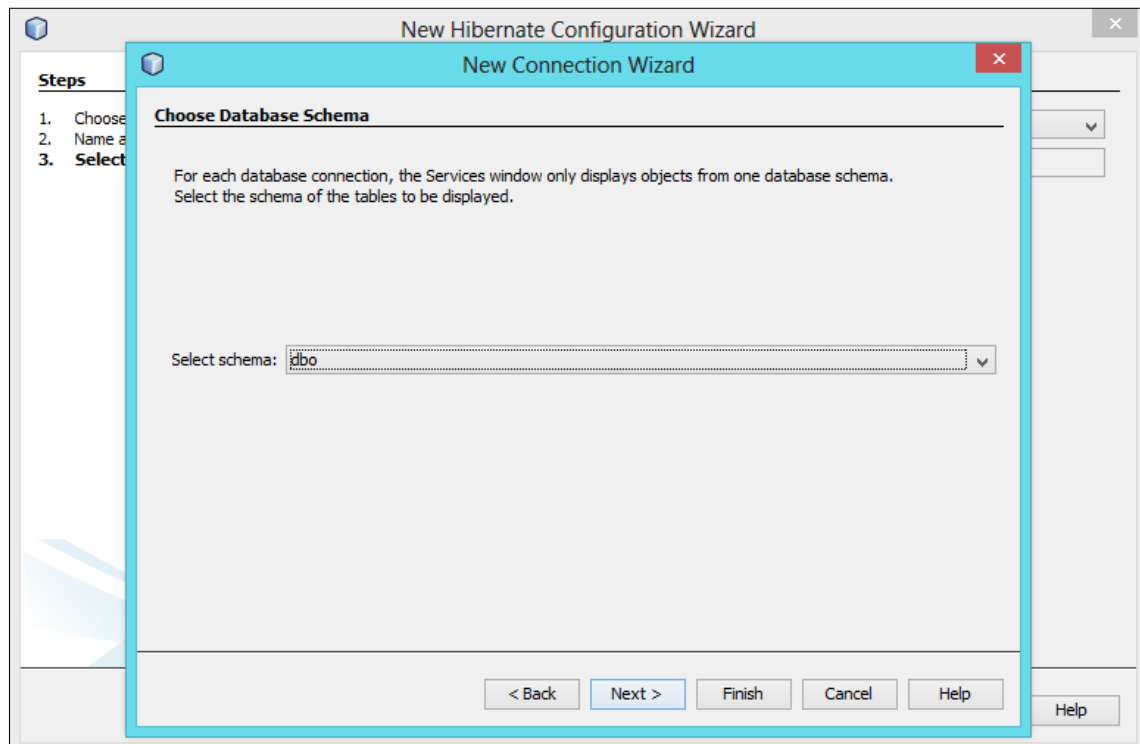 New Hibernate Configuration Wizard
New Connection Wizard
Steps
1. Choose
2. Name a
3. Select
Choose Database Schema
For each database connection, the Services window only displays objects from one database schema.
Select the schema of the tables to be displayed.
Select schema: dbo
< Back Next > Finish Cancel Help
Help